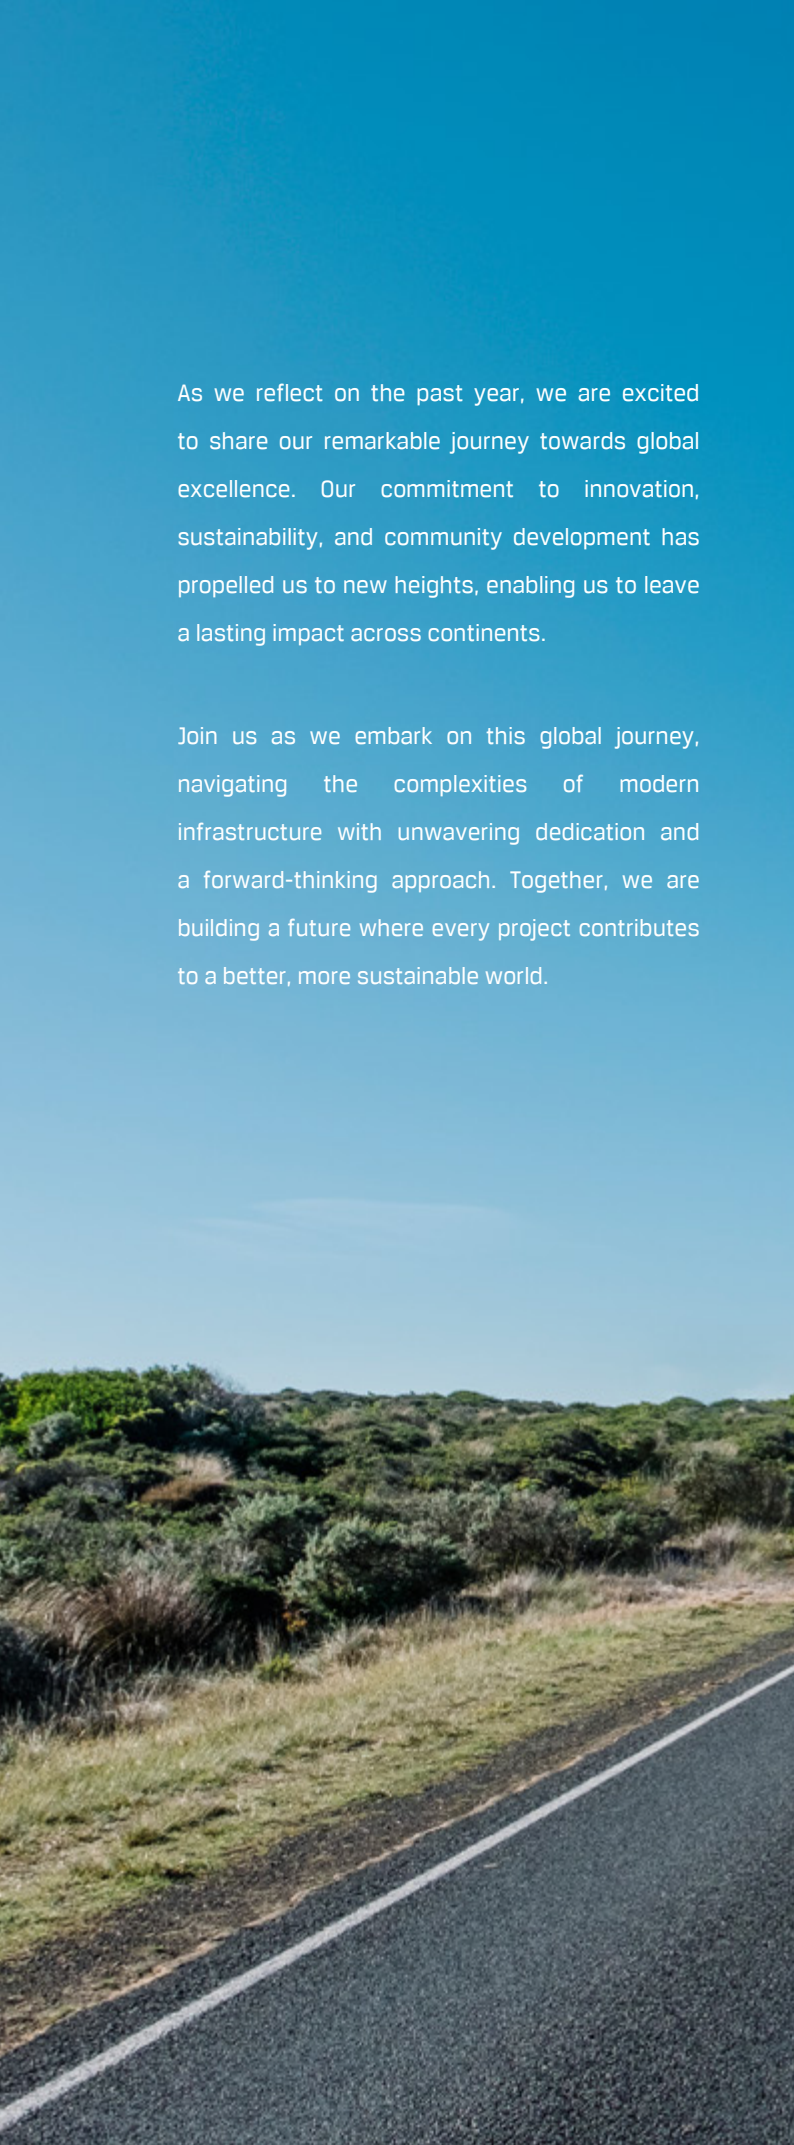 As we reflect on the past year, we are excited
to share our remarkable journey towards global
excellence. Our commitment to innovation,
sustainability, and community development has
propelled us to new heights, enabling us to leave
a lasting impact across continents.
Join us as we embark on this global journey,
navigating the complexities of modern
infrastructure with unwavering dedication and
a forward-thinking approach. Together, we are
building a future where every project contributes
to a better, more sustainable world.